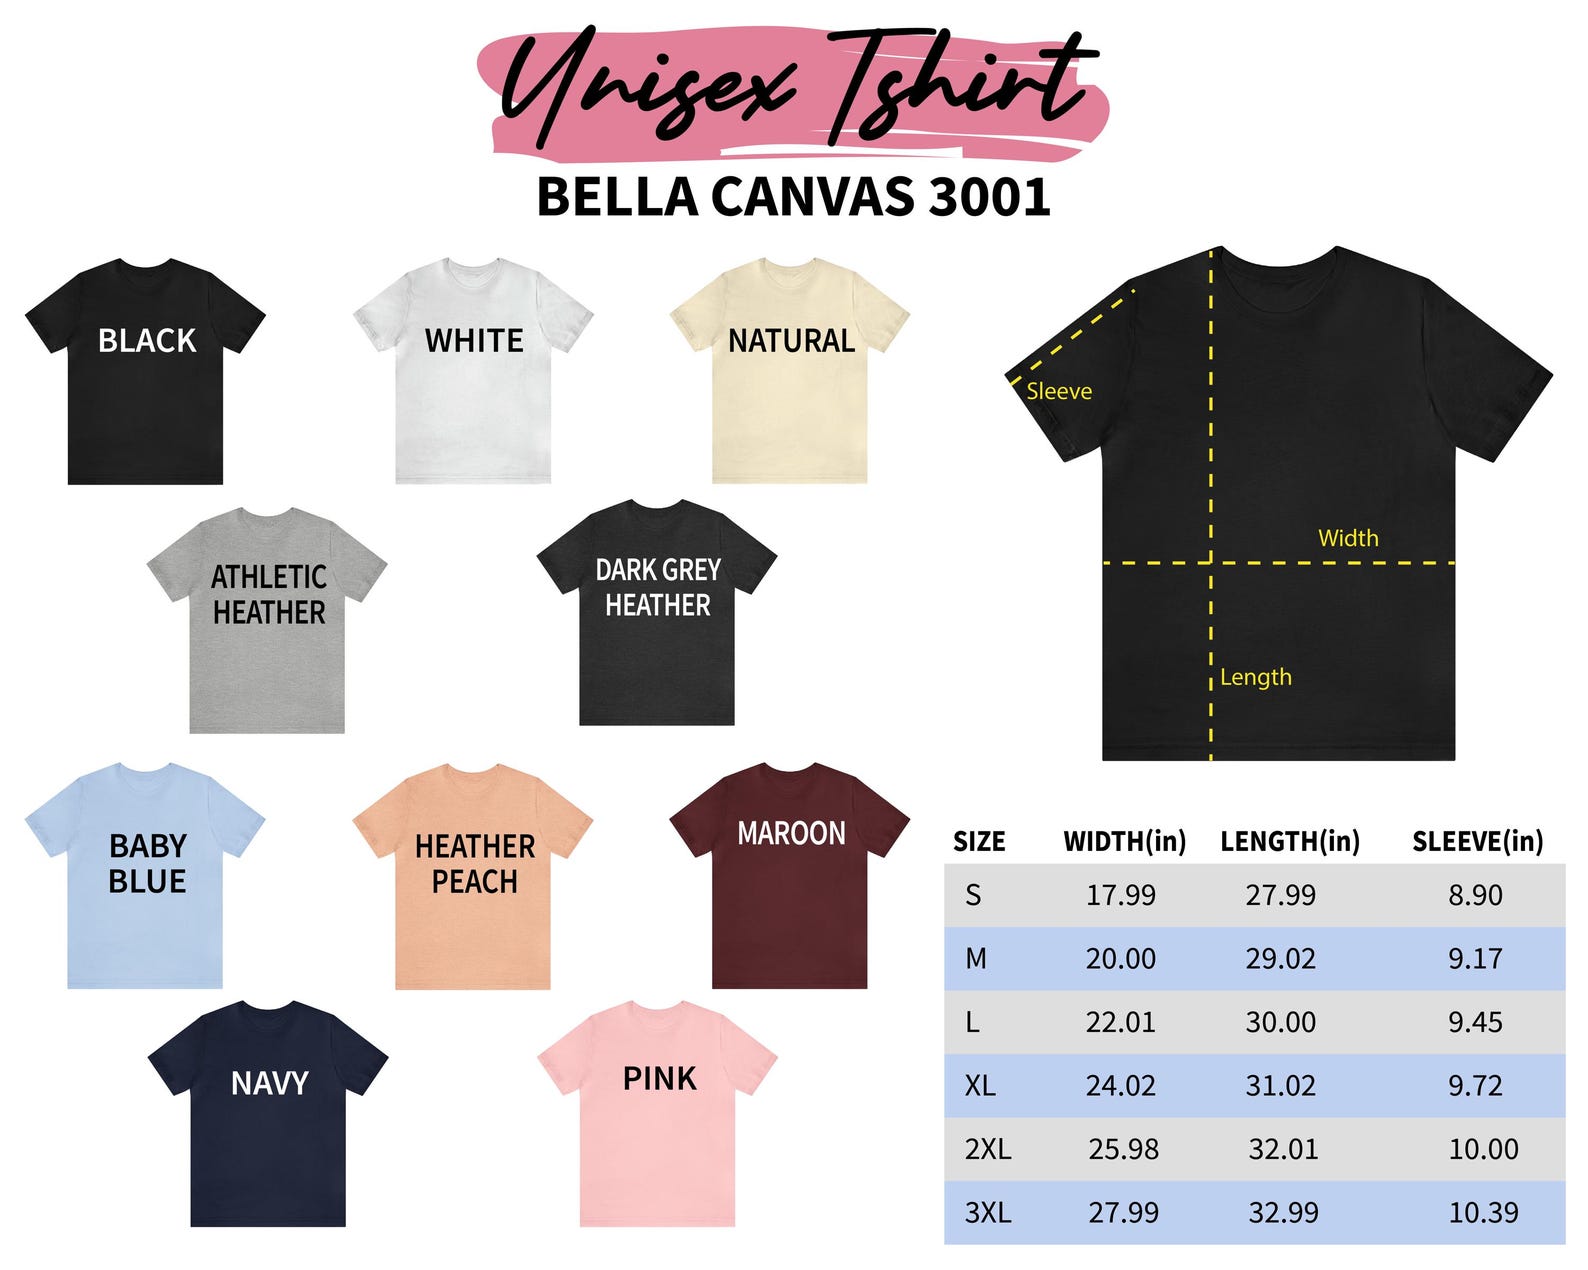 Unisex Tshirt
BELLA CANVAS 3001
BLACK
WHITE
NATURAL
ATHLETIC
HEATHER
DARK GREY
HEATHER
BABY
BLUE
HEATHER
PEACH
MAROON
NAVY
PINK
Sleeve
Width
Length
SIZE WIDTH(in) LENGTH(in) SLEEVE(in)
S 17.99 27.99 8.90
M 20.00 29.02 9.17
L 22.01 30.00 9.45
XL 24.02 31.02 9.72
2XL 25.98 32.01 10.00
3XL 27.99 32.99 10.39